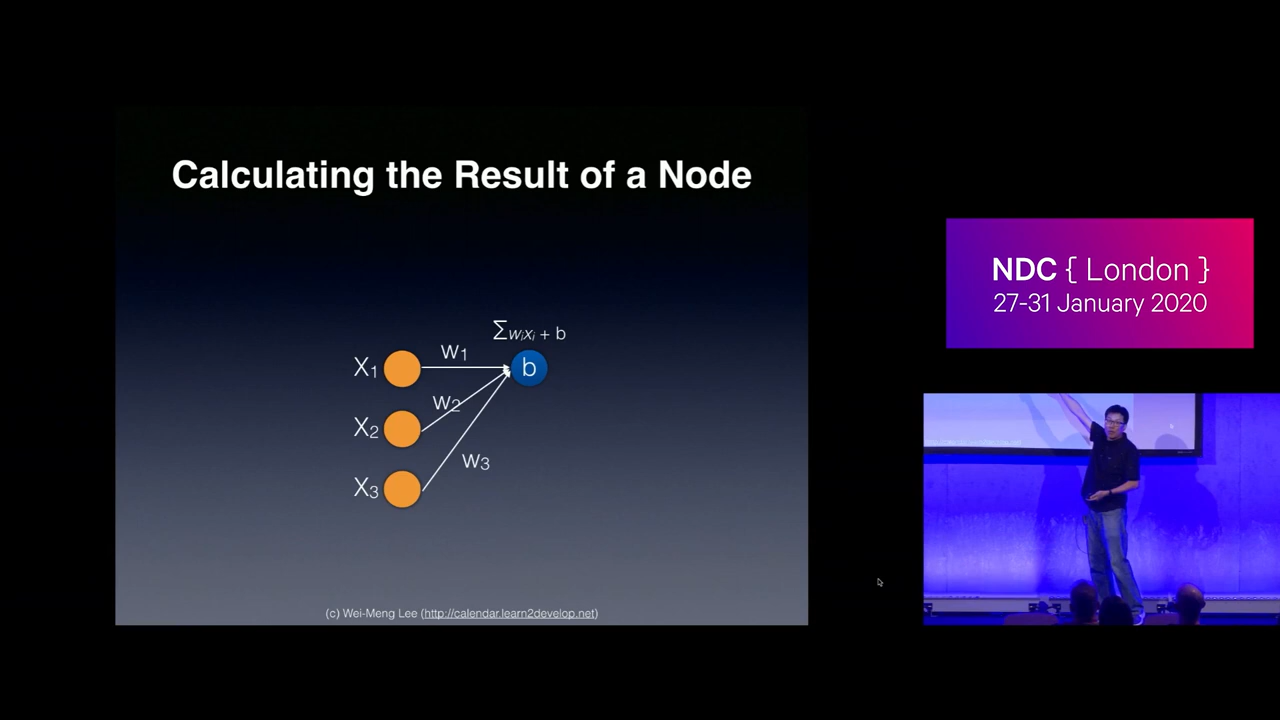 Calculating the Result of a Node
∑wᵢxᵢ + b
X₁
w₁
b
X₂
w₂
X₃
w₃
(c) Wei-Meng Lee (http://calendar.learn2develop.net)
NDC { London }
27-31 January 2020